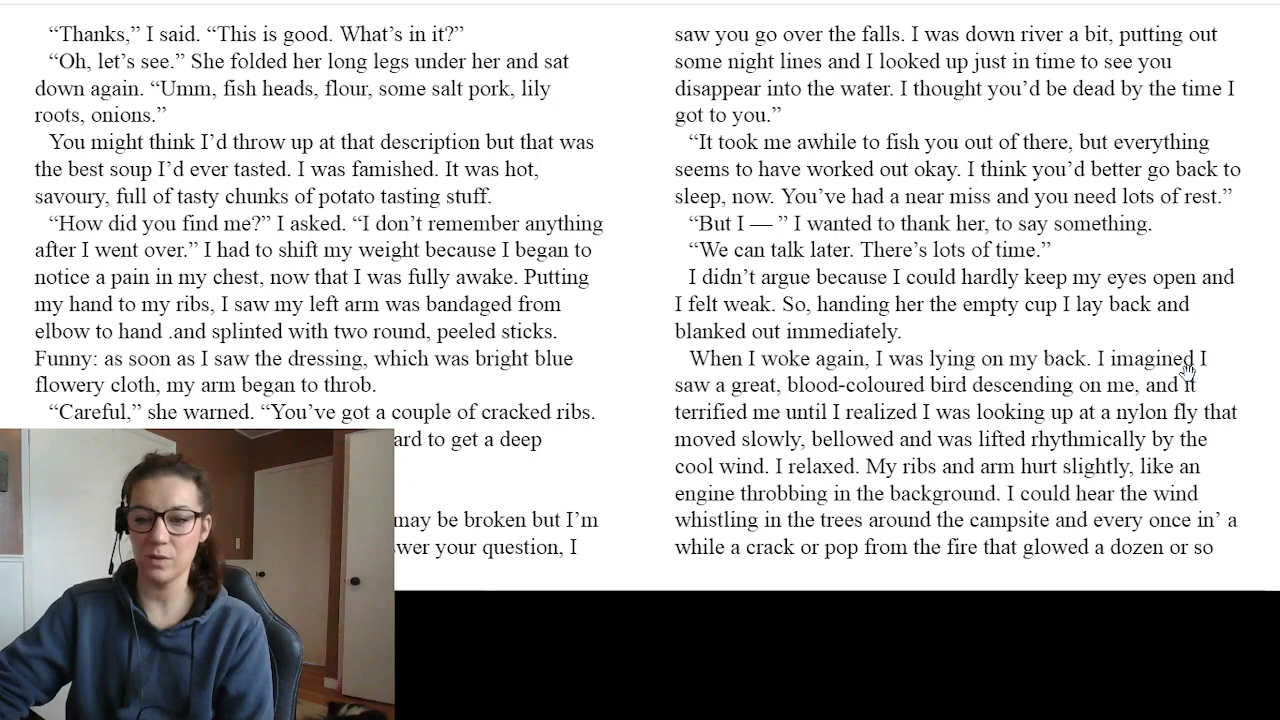 “Thanks,” I said. “This is good. What’s in it?”
“Oh, let’s see.” She folded her long legs under her and sat
down again. “Umm, fish heads, flour, some salt pork, lily
roots, onions.”
You might think I’d throw up at that description but that was
the best soup I’d ever tasted. I was famished. It was hot,
savoury, full of tasty chunks of potato tasting stuff.
“How did you find me?” I asked. “I don’t remember anything
after I went over.” I had to shift my weight because I began to
notice a pain in my chest, now that I was fully awake. Putting
my hand to my ribs, I saw my left arm was bandaged from
elbow to hand .and splinted with two round, peeled sticks.
Funny: as soon as I saw the dressing, which was bright blue
flowery cloth, my arm began to throb.
“Careful,” she warned. “You’ve got a couple of cracked ribs.
ard to get a deep
may be broken but I’m
wer your question, I
saw you go over the falls. I was down river a bit, putting out
some night lines and I looked up just in time to see you
disappear into the water. I thought you’d be dead by the time I
got to you.”
“It took me awhile to fish you out of there, but everything
seems to have worked out okay. I think you’d better go back to
sleep, now. You’ve had a near miss and you need lots of rest.”
“But I — ” I wanted to thank her, to say something.
“We can talk later. There’s lots of time.”
I didn’t argue because I could hardly keep my eyes open and
I felt weak. So, handing her the empty cup I lay back and
blanked out immediately.
When I woke again, I was lying on my back. I imagined I
saw a great, blood-coloured bird descending on me, and it
terrified me until I realized I was looking up at a nylon fly that
moved slowly, bellowed and was lifted rhythmically by the
cool wind. I relaxed. My ribs and arm hurt slightly, like an
engine throbbing in the background. I could hear the wind
whistling in the trees around the campsite and every once in’ a
while a crack or pop from the fire that glowed a dozen or so